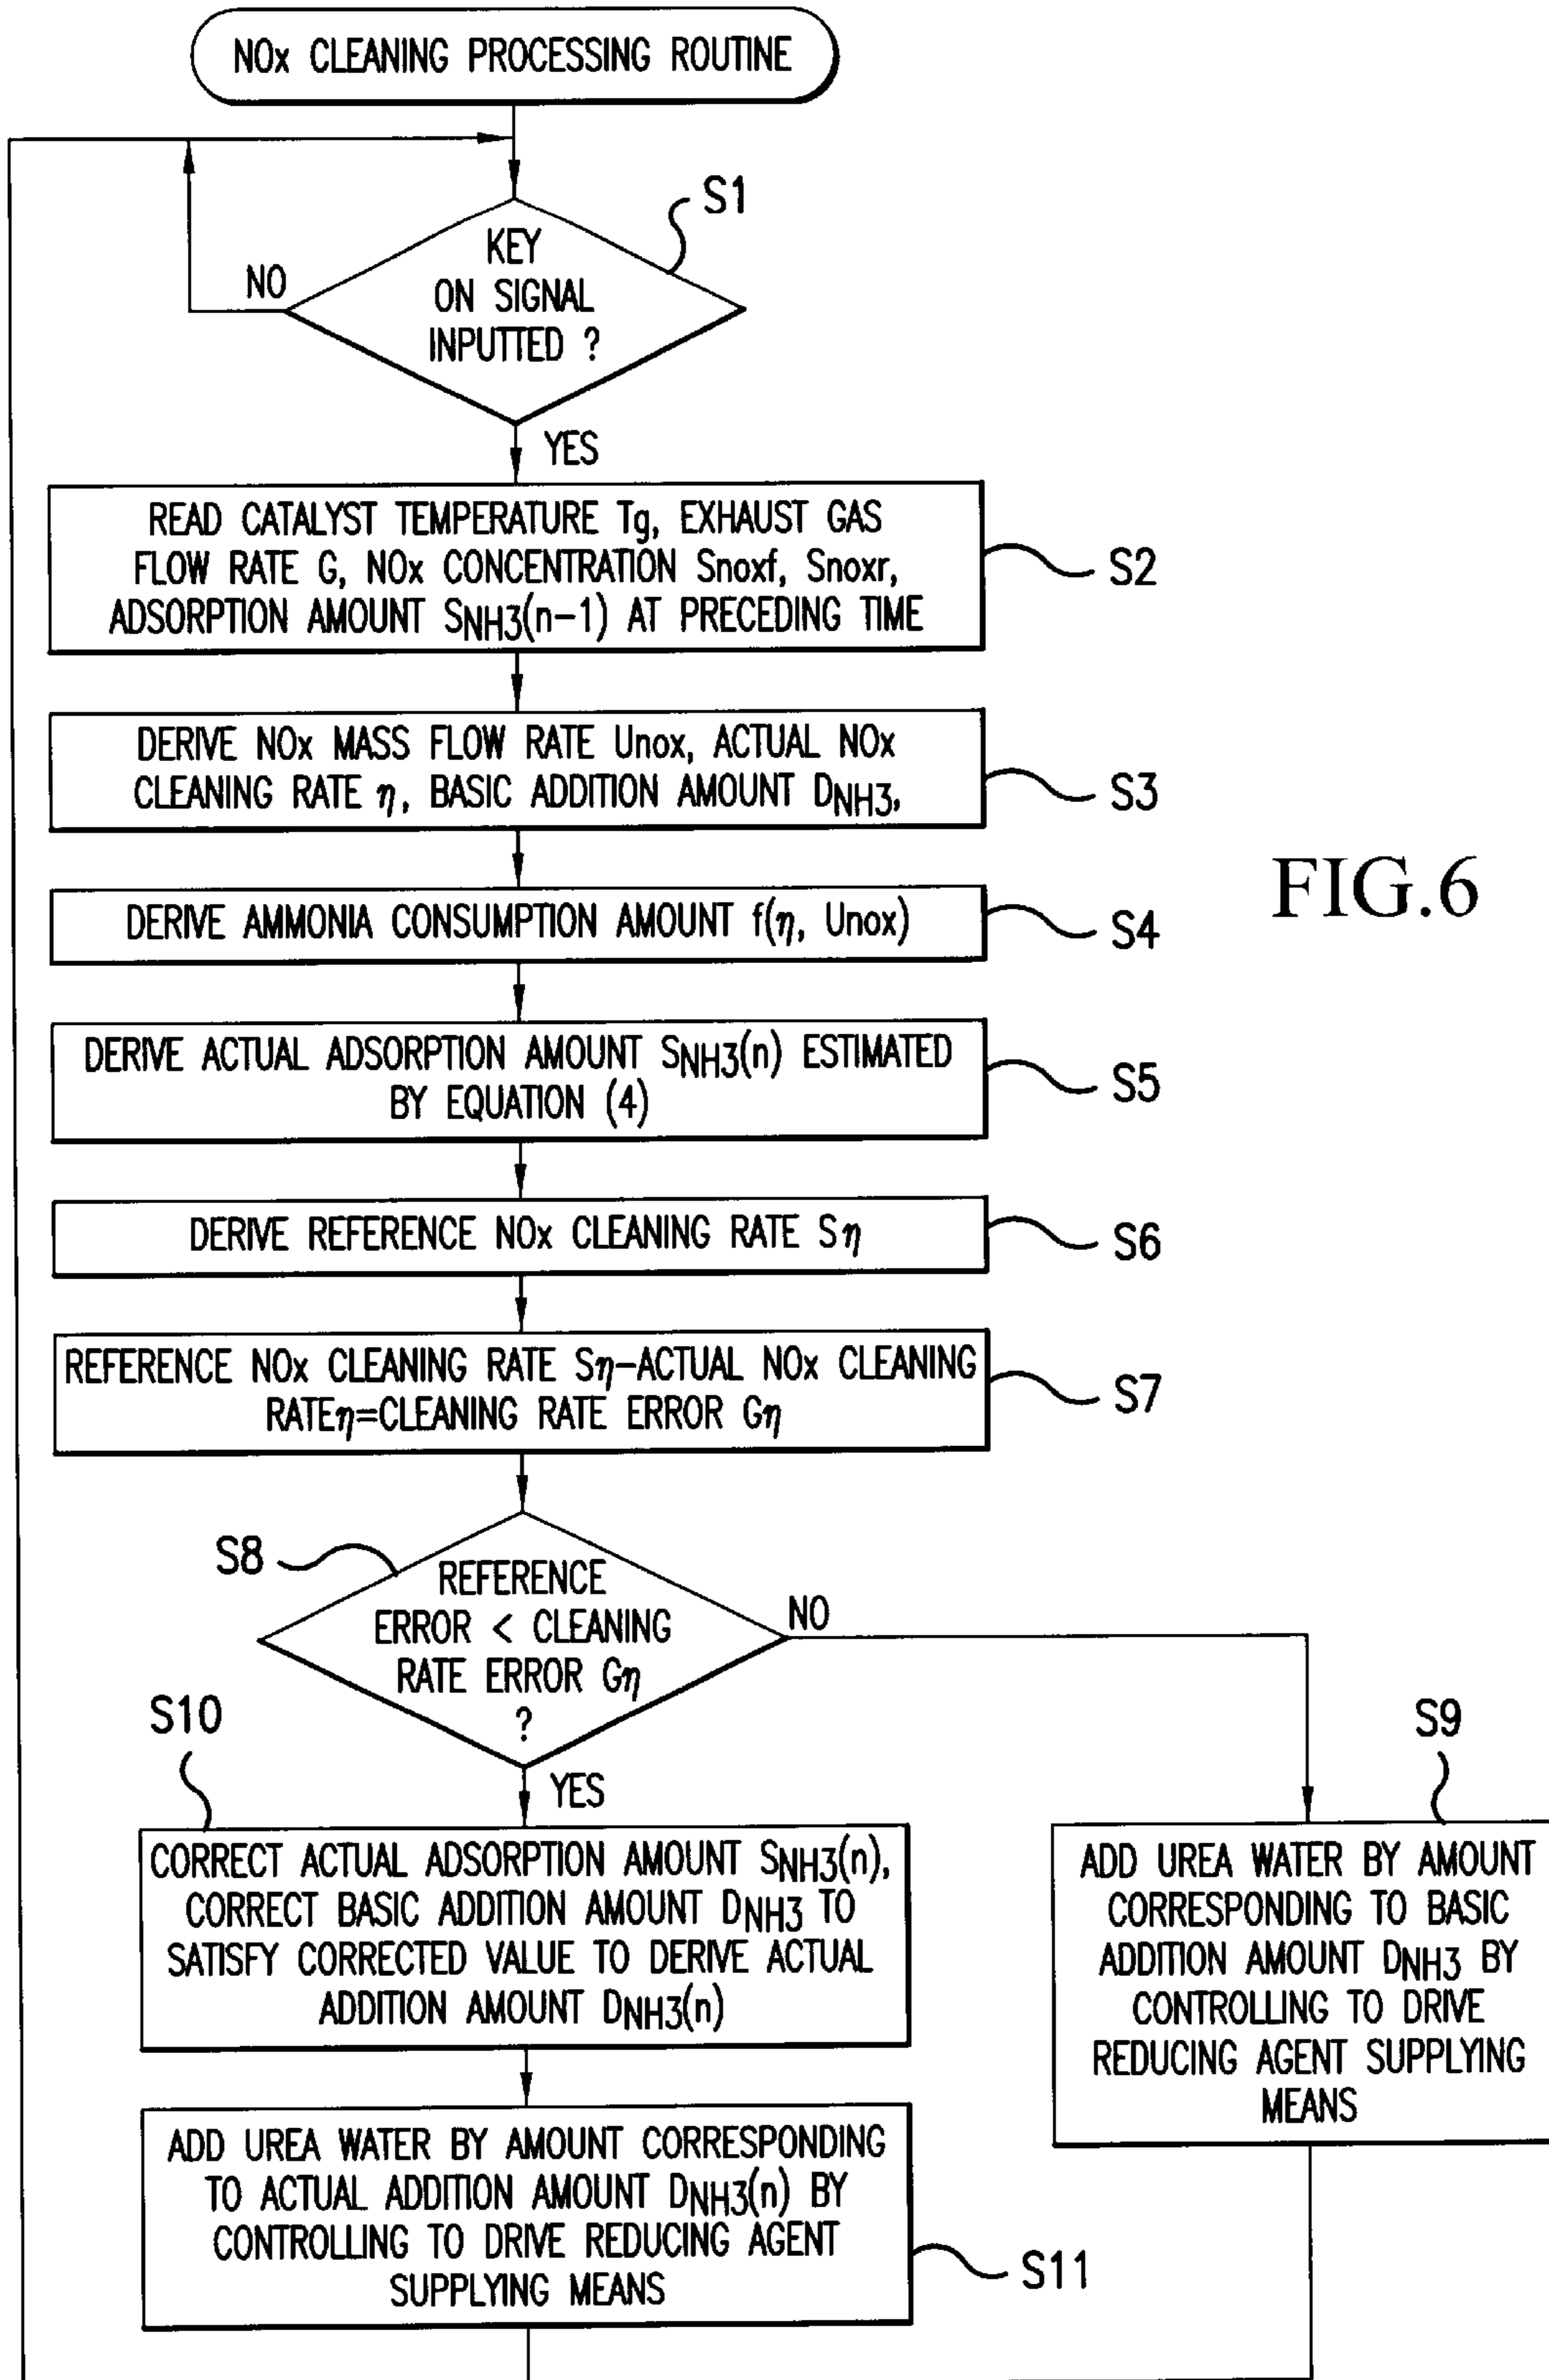 NOx CLEANING PROCESSING ROUTINE
S1
KEY
ON SIGNAL
INPUTTED ?
NO
YES
READ CATALYST TEMPERATURE Tg, EXHAUST GAS
FLOW RATE G, NOx CONCENTRATION Snoxf, Snoxr,
ADSORPTION AMOUNT SNH3(n-1) AT PRECEDING TIME
S2
DERIVE NOx MASS FLOW RATE Unox, ACTUAL NOx
CLEANING RATE η, BASIC ADDITION AMOUNT DNH3,
S3
FIG.6
DERIVE AMMONIA CONSUMPTION AMOUNT f(η, Unox)
S4
DERIVE ACTUAL ADSORPTION AMOUNT SNH3(n) ESTIMATED
BY EQUATION (4)
S5
DERIVE REFERENCE NOx CLEANING RATE Sη
S6
REFERENCE NOx CLEANING RATE Sη-ACTUAL NOx CLEANING
RATEη=CLEANING RATE ERROR Gη
S7
S8
REFERENCE
ERROR < CLEANING
RATE ERROR Gη
?
NO
YES
S10
CORRECT ACTUAL ADSORPTION AMOUNT SNH3(n),
CORRECT BASIC ADDITION AMOUNT DNH3 TO
SATISFY CORRECTED VALUE TO DERIVE ACTUAL
ADDITION AMOUNT DNH3(n)
S9
ADD UREA WATER BY AMOUNT
CORRESPONDING TO BASIC
ADDITION AMOUNT DNH3 BY
CONTROLLING TO DRIVE
REDUCING AGENT SUPPLYING
MEANS
ADD UREA WATER BY AMOUNT CORRESPONDING
TO ACTUAL ADDITION AMOUNT DNH3(n) BY
CONTROLLING TO DRIVE REDUCING AGENT
SUPPLYING MEANS
S11